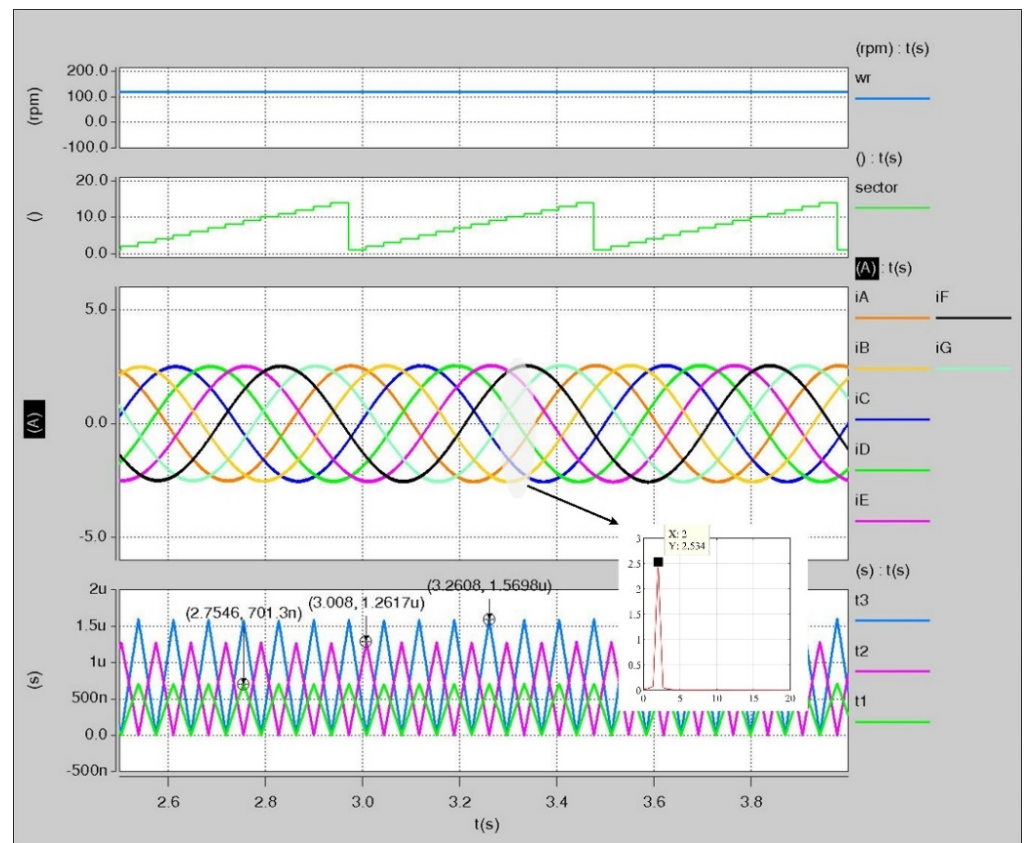 (rpm) : t(s)
wr
200.0
100.0
0.0
-100.0
(rpm)
() : t(s)
sector
20.0
10.0
0.0
()
(A) : t(s)
iA iF
iB iG
iC
iD
iE
5.0
0.0
-5.0
(A)
X: 2
Y: 2.534
3
2.5
2
1.5
1
0.5
0
0 5 10 15 20
(s) : t(s)
t3
t2
t1
2u
1.5u
1u
500n
0.0
-500n
(s)
(2.7546, 701.3n)
(3.008, 1.2617u)
(3.2608, 1.5698u)
2.6 2.8 3.0 3.2 3.4 3.6 3.8
t(s)